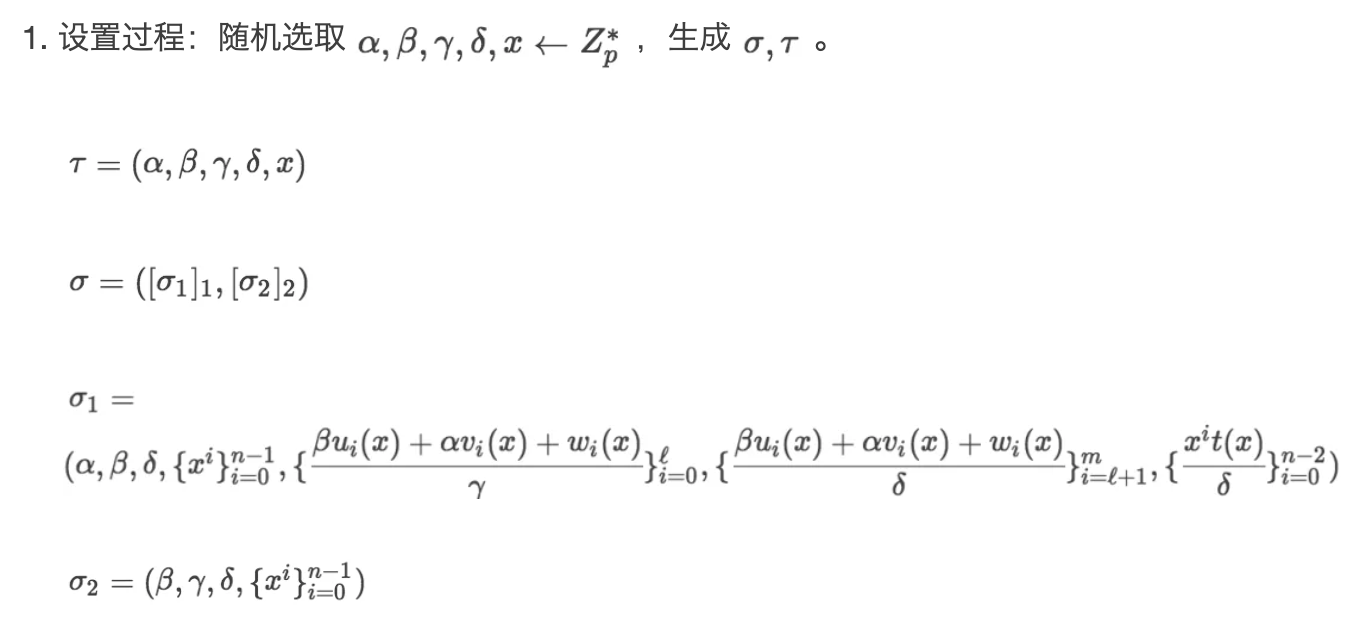 1. 设置过程：随机选取 $\alpha, \beta, \gamma, \delta, x \leftarrow Z_p^*$ ，生成 $\sigma, \tau$ 。
$\tau = (\alpha, \beta, \gamma, \delta, x)$
$\sigma = ([\sigma_1]_1, [\sigma_2]_2)$
$\sigma_1 =$
$(\alpha, \beta, \delta, \{x^i\}_{i=0}^{n-1}, \{\frac{\beta u_i(x) + \alpha v_i(x) + w_i(x)}{\gamma}\}_{i=0}^{\ell}, \{\frac{\beta u_i(x) + \alpha v_i(x) + w_i(x)}{\delta}\}_{i=\ell+1}^{m}, \{\frac{x^i t(x)}{\delta}\}_{i=0}^{n-2})$
$\sigma_2 = (\beta, \gamma, \delta, \{x^i\}_{i=0}^{n-1})$